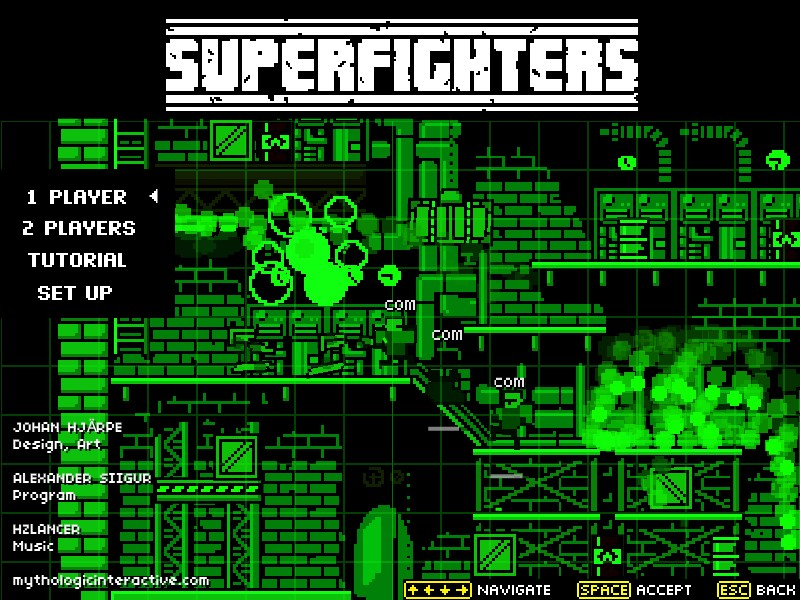 SUPERFIGHTERS
1 PLAYER
2 PLAYERS
TUTORIAL
SET UP
COM
COM
COM
JOHAN HJÄRPE
Design, Art
ALEXANDER SIIGUR
Program
HZLANCER
Music
mythologicinteractive.com
NAVIGATE SPACE ACCEPT ESC BACK